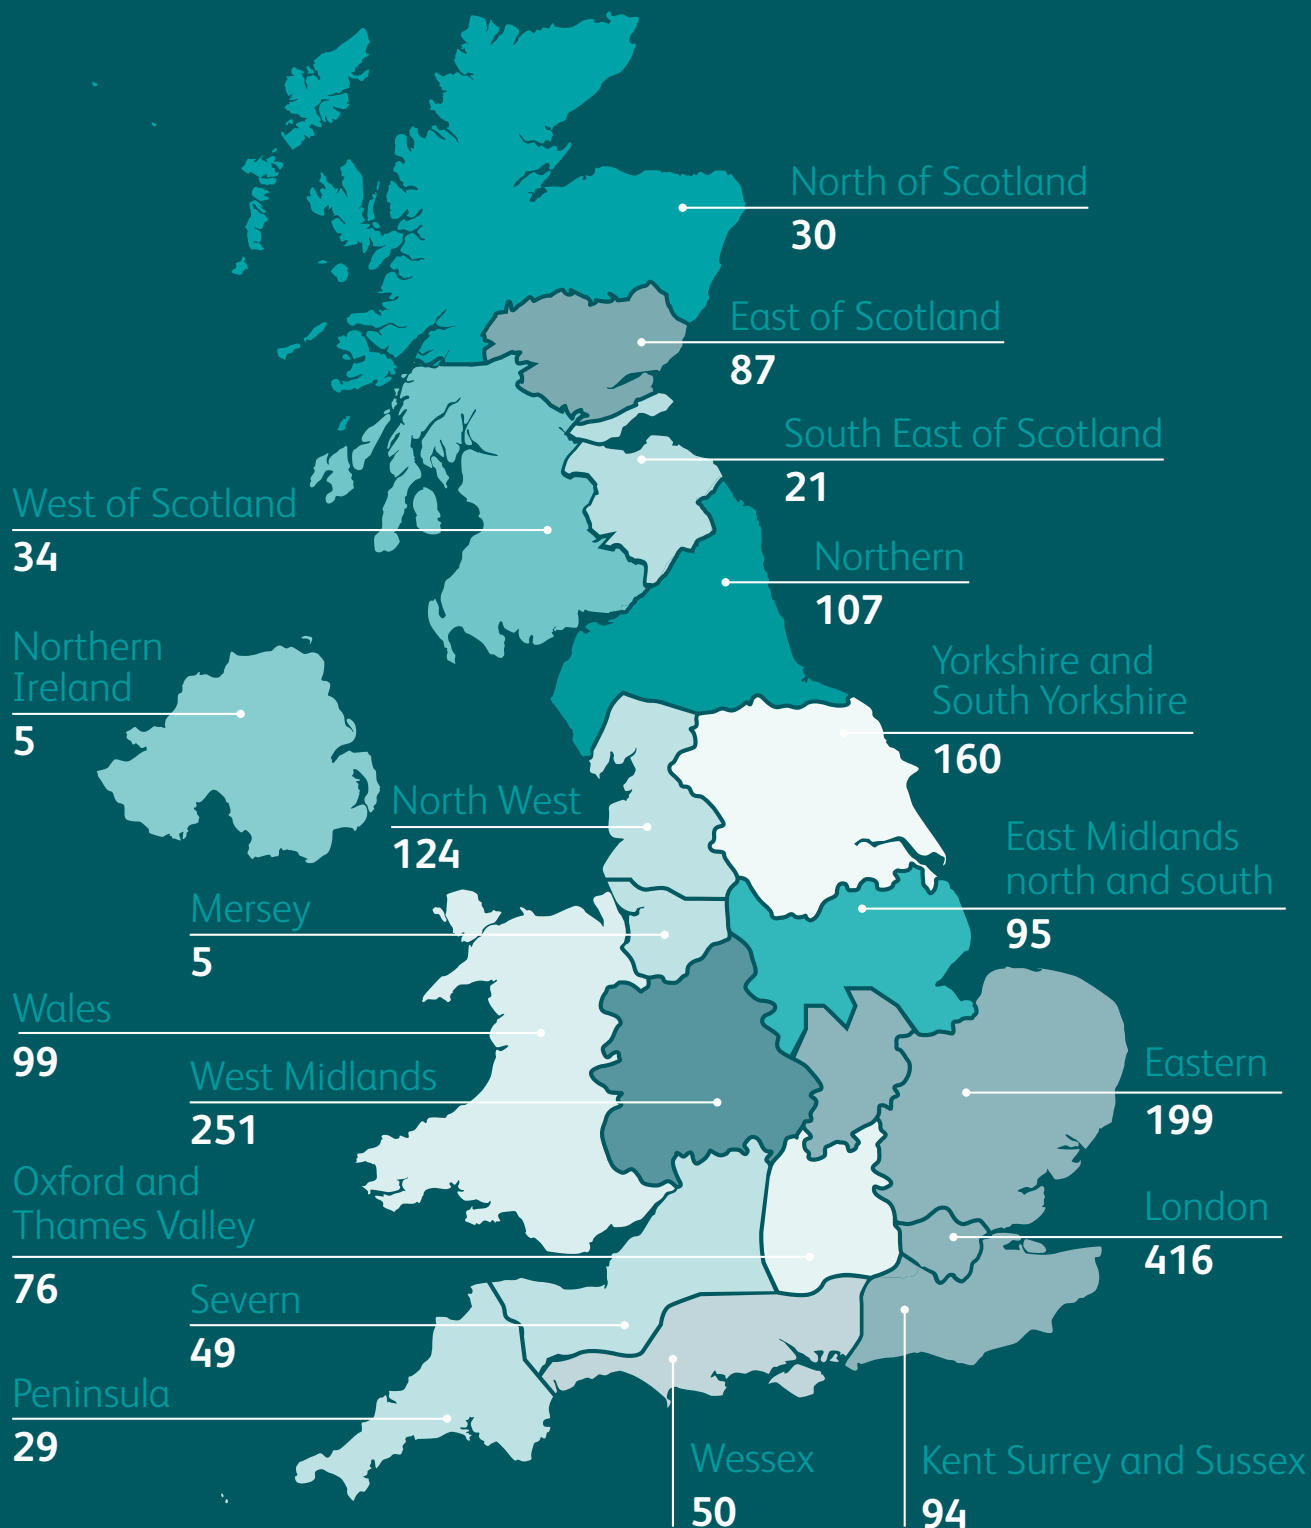 North of Scotland
30
East of Scotland
87
South East of Scotland
21
West of Scotland
34
Northern
107
Northern
Ireland
5
Yorkshire and
South Yorkshire
160
North West
124
East Midlands
north and south
95
Mersey
5
Wales
99
West Midlands
251
Eastern
199
Oxford and
Thames Valley
76
London
416
Severn
49
Peninsula
29
Wessex
50
Kent Surrey and Sussex
94